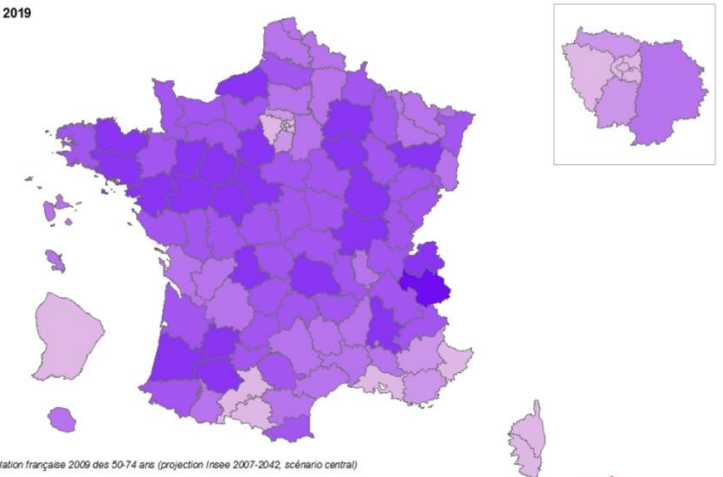 2019
lation française 2009 des 50-74 ans (projection Insee 2007-2042, scénario central)